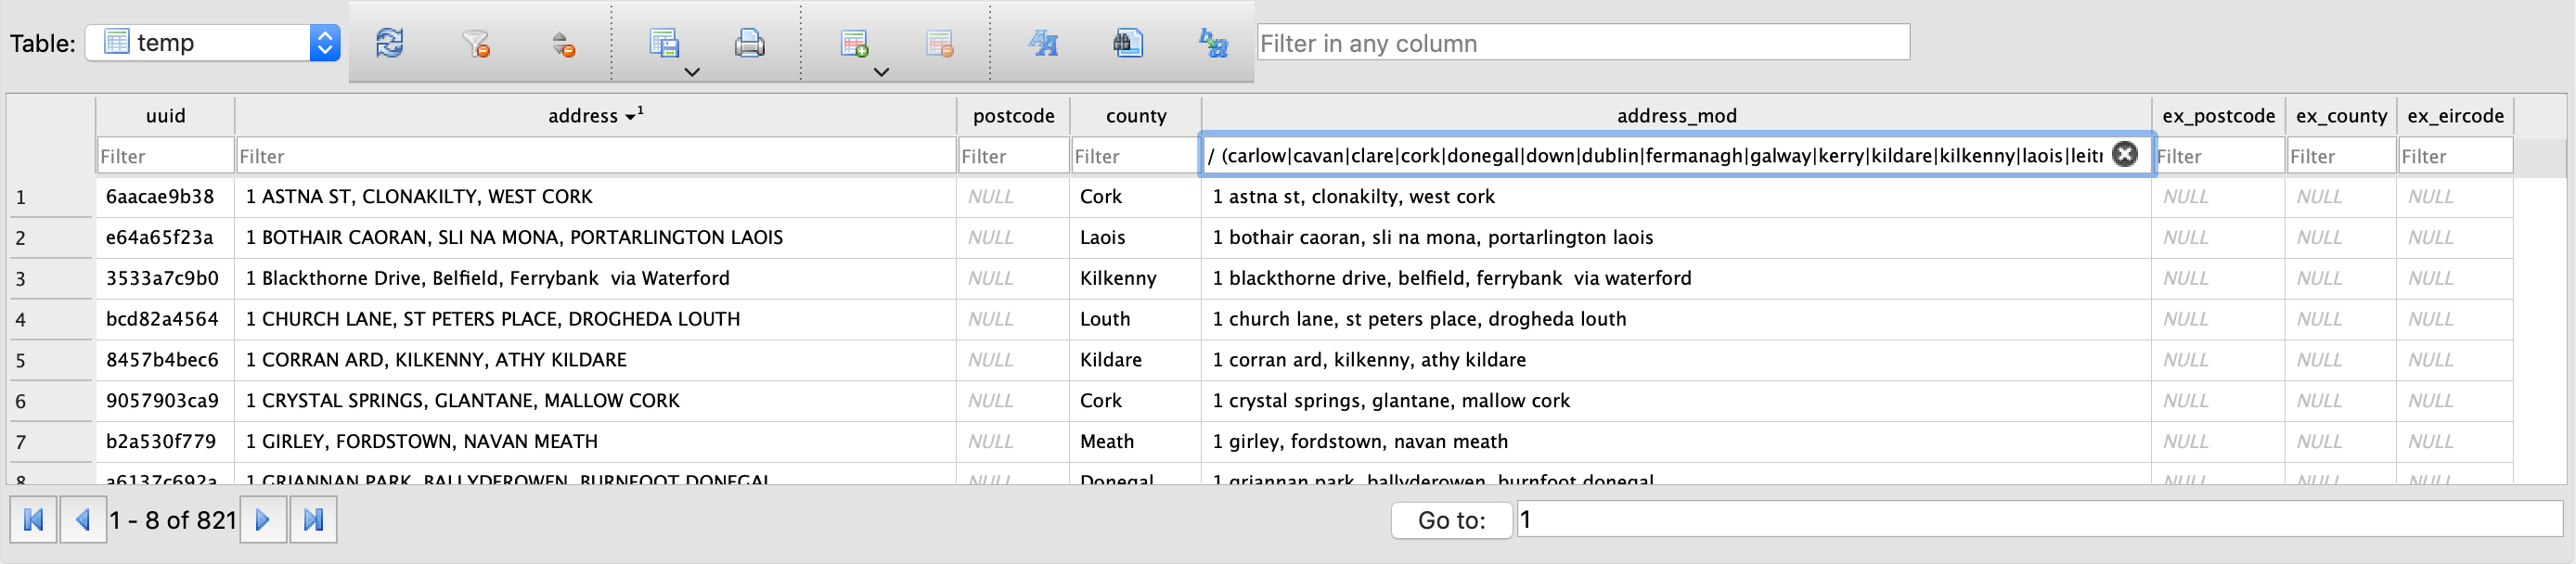 Table: temp Filter in any column
uuid address 1 postcode county address_mod ex_postcode ex_county ex_eircode
Filter Filter Filter Filter / (carlow|cavan|clare|cork|donegal|down|dublin|fermanagh|galway|kerry|kildare|kilkenny|laois|leitr Filter Filter Filter
1 6aacae9b38 1 ASTNA ST, CLONAKILTY, WEST CORK NULL Cork 1 astna st, clonakilty, west cork NULL NULL NULL
2 e64a65f23a 1 BOTHAIR CAORAN, SLI NA MONA, PORTARLINGTON LAOIS NULL Laois 1 bothair caoran, sli na mona, portarlington laois NULL NULL NULL
3 3533a7c9b0 1 Blackthorne Drive, Belfield, Ferrybank  via Waterford NULL Kilkenny 1 blackthorne drive, belfield, ferrybank  via waterford NULL NULL NULL
4 bcd82a4564 1 CHURCH LANE, ST PETERS PLACE, DROGHEDA LOUTH NULL Louth 1 church lane, st peters place, drogheda louth NULL NULL NULL
5 8457b4bec6 1 CORRAN ARD, KILKENNY, ATHY KILDARE NULL Kildare 1 corran ard, kilkenny, athy kildare NULL NULL NULL
6 9057903ca9 1 CRYSTAL SPRINGS, GLANTANE, MALLOW CORK NULL Cork 1 crystal springs, glantane, mallow cork NULL NULL NULL
7 b2a530f779 1 GIRLEY, FORDSTOWN, NAVAN MEATH NULL Meath 1 girley, fordstown, navan meath NULL NULL NULL
8 a6137c692a 1 GRIANNAN PARK, BALLYDEROWEN, BURNFOOT DONEGAL NULL Donegal 1 griannan park, ballyderowen, burnfoot donegal NULL NULL NULL
1 - 8 of 821 Go to: 1